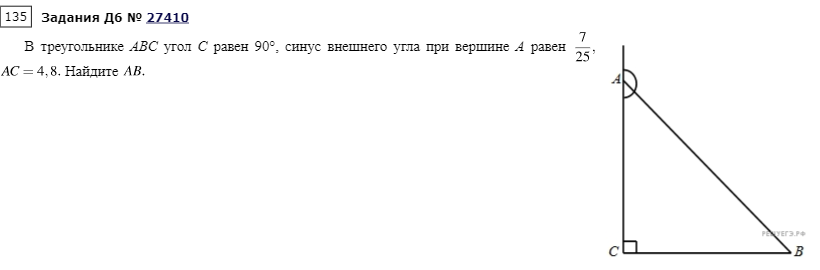 135 Задания Д6 № 27410
В треугольнике ABC угол C равен 90°, синус внешнего угла при вершине A равен 7/25,
AC = 4,8. Найдите AB.
A
РЕШУЕГЭ.РФ
C B